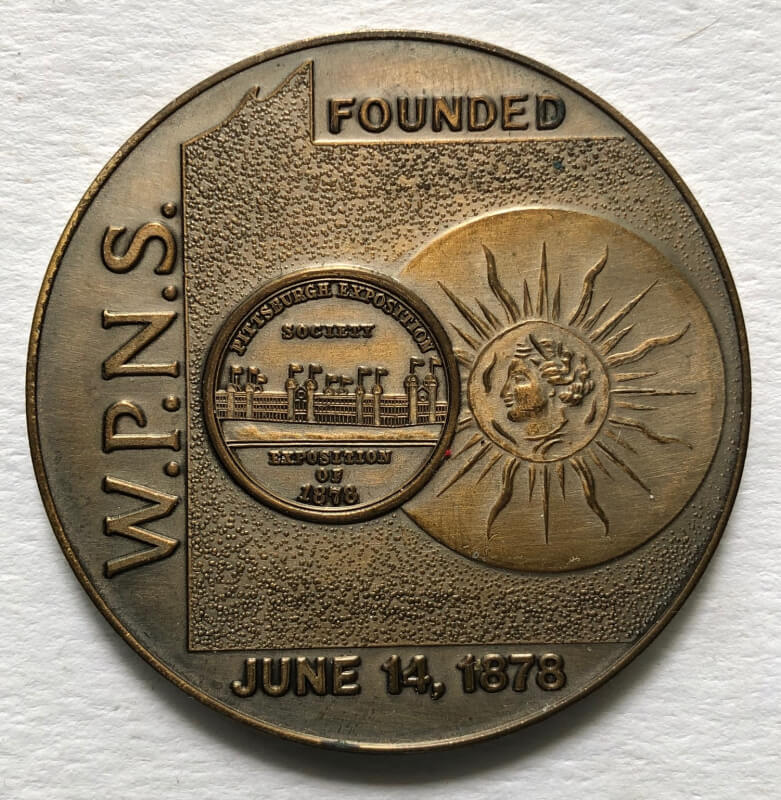 FOUNDED
W.P.N.S.
PITTSBURGH EXPOSITION
SOCIETY
EXPOSITION
OF
1878
JUNE 14, 1878